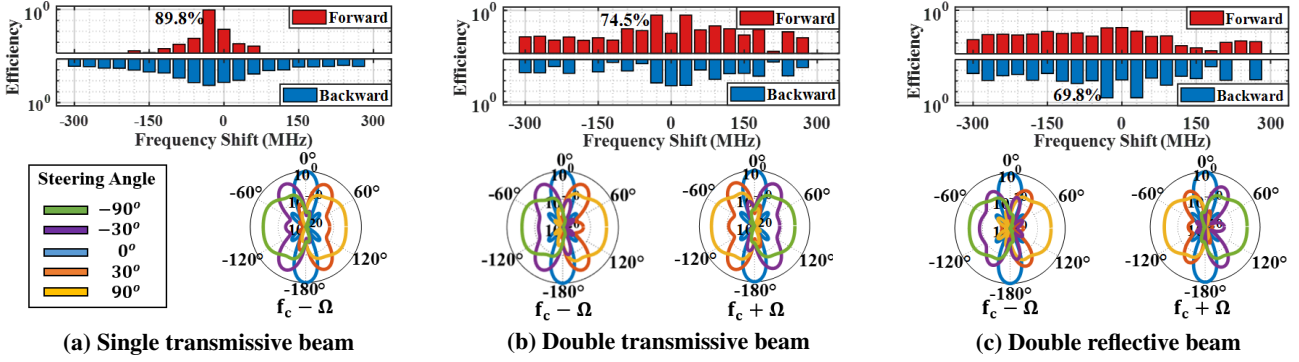 Efficiency
10⁰
89.8%
Forward
10⁰
Backward
-300 -150 0 150 300
Frequency Shift (MHz)
Efficiency
10⁰
74.5%
Forward
10⁰
Backward
-300 -150 0 150 300
Frequency Shift (MHz)
Efficiency
10⁰
Forward
10⁰
69.8%
Backward
-300 -150 0 150 300
Frequency Shift (MHz)
Steering Angle
−90°
−30°
0°
30°
90°
0°
10⁰
-60° 60°
-120° 120°
-180°
f_c − Ω
0°
10⁰
-60° 60°
-120° 120°
-180°
f_c − Ω
0°
10⁰
-60° 60°
-120° 120°
-180°
f_c + Ω
0°
10⁰
-60° 60°
-120° 120°
-180°
f_c − Ω
0°
10⁰
-60° 60°
-120° 120°
-180°
f_c + Ω
(a) Single transmissive beam
(b) Double transmissive beam
(c) Double reflective beam